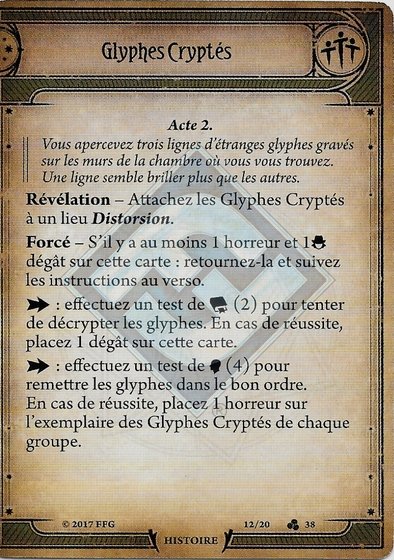 Glyphes Cryptés
Acte 2.
Vous apercevez trois lignes d'étranges glyphes gravés
sur les murs de la chambre où vous vous trouvez.
Une ligne semble briller plus que les autres.
Révélation – Attachez les Glyphes Cryptés
à un lieu Distorsion.
Forcé – S'il y a au moins 1 horreur et 1
dégât sur cette carte : retournez-la et suivez
les instructions au verso.
: effectuez un test de (2) pour tenter
de décrypter les glyphes. En cas de réussite,
placez 1 dégât sur cette carte.
: effectuez un test de (4) pour
remettre les glyphes dans le bon ordre.
En cas de réussite, placez 1 horreur sur
l'exemplaire des Glyphes Cryptés de chaque
groupe.
© 2017 FFG 12/20 38
HISTOIRE